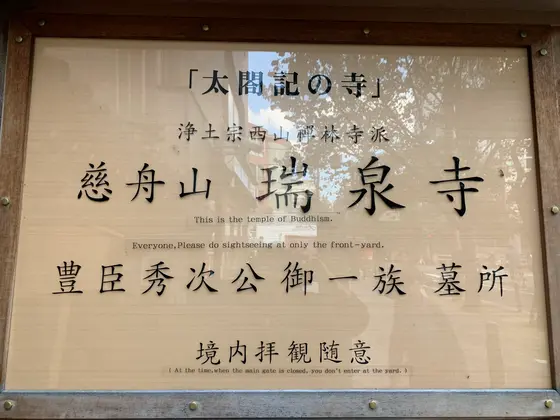 「太閤記の寺」
浄土宗西山禅林寺派
慈舟山 瑞泉寺
This is the temple of Buddhism.
Everyone,Please do sightseeing at only the front-yard.
豊臣秀次公御一族 墓所
境内拝観随意
( At the time,when the main gate is closed, you don't enter at the yard. )